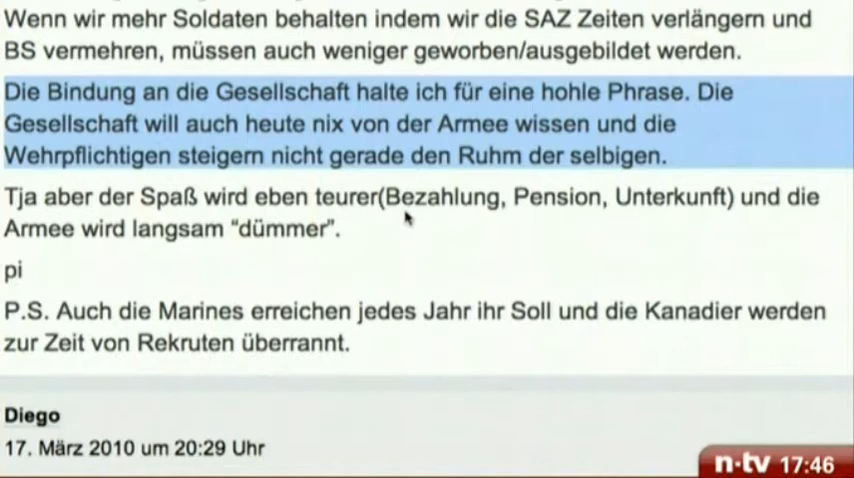 Wenn wir mehr Soldaten behalten indem wir die SAZ Zeiten verlängern und
BS vermehren, müssen auch weniger geworben/ausgebildet werden.
Die Bindung an die Gesellschaft halte ich für eine hohle Phrase. Die
Gesellschaft will auch heute nix von der Armee wissen und die
Wehrpflichtigen steigern nicht gerade den Ruhm der selbigen.
Tja aber der Spaß wird eben teurer(Bezahlung, Pension, Unterkunft) und die
Armee wird langsam “dümmer”.
pi
P.S. Auch die Marines erreichen jedes Jahr ihr Soll und die Kanadier werden
zur Zeit von Rekruten überrannt.
Diego
17. März 2010 um 20:29 Uhr
n-tv 17:46